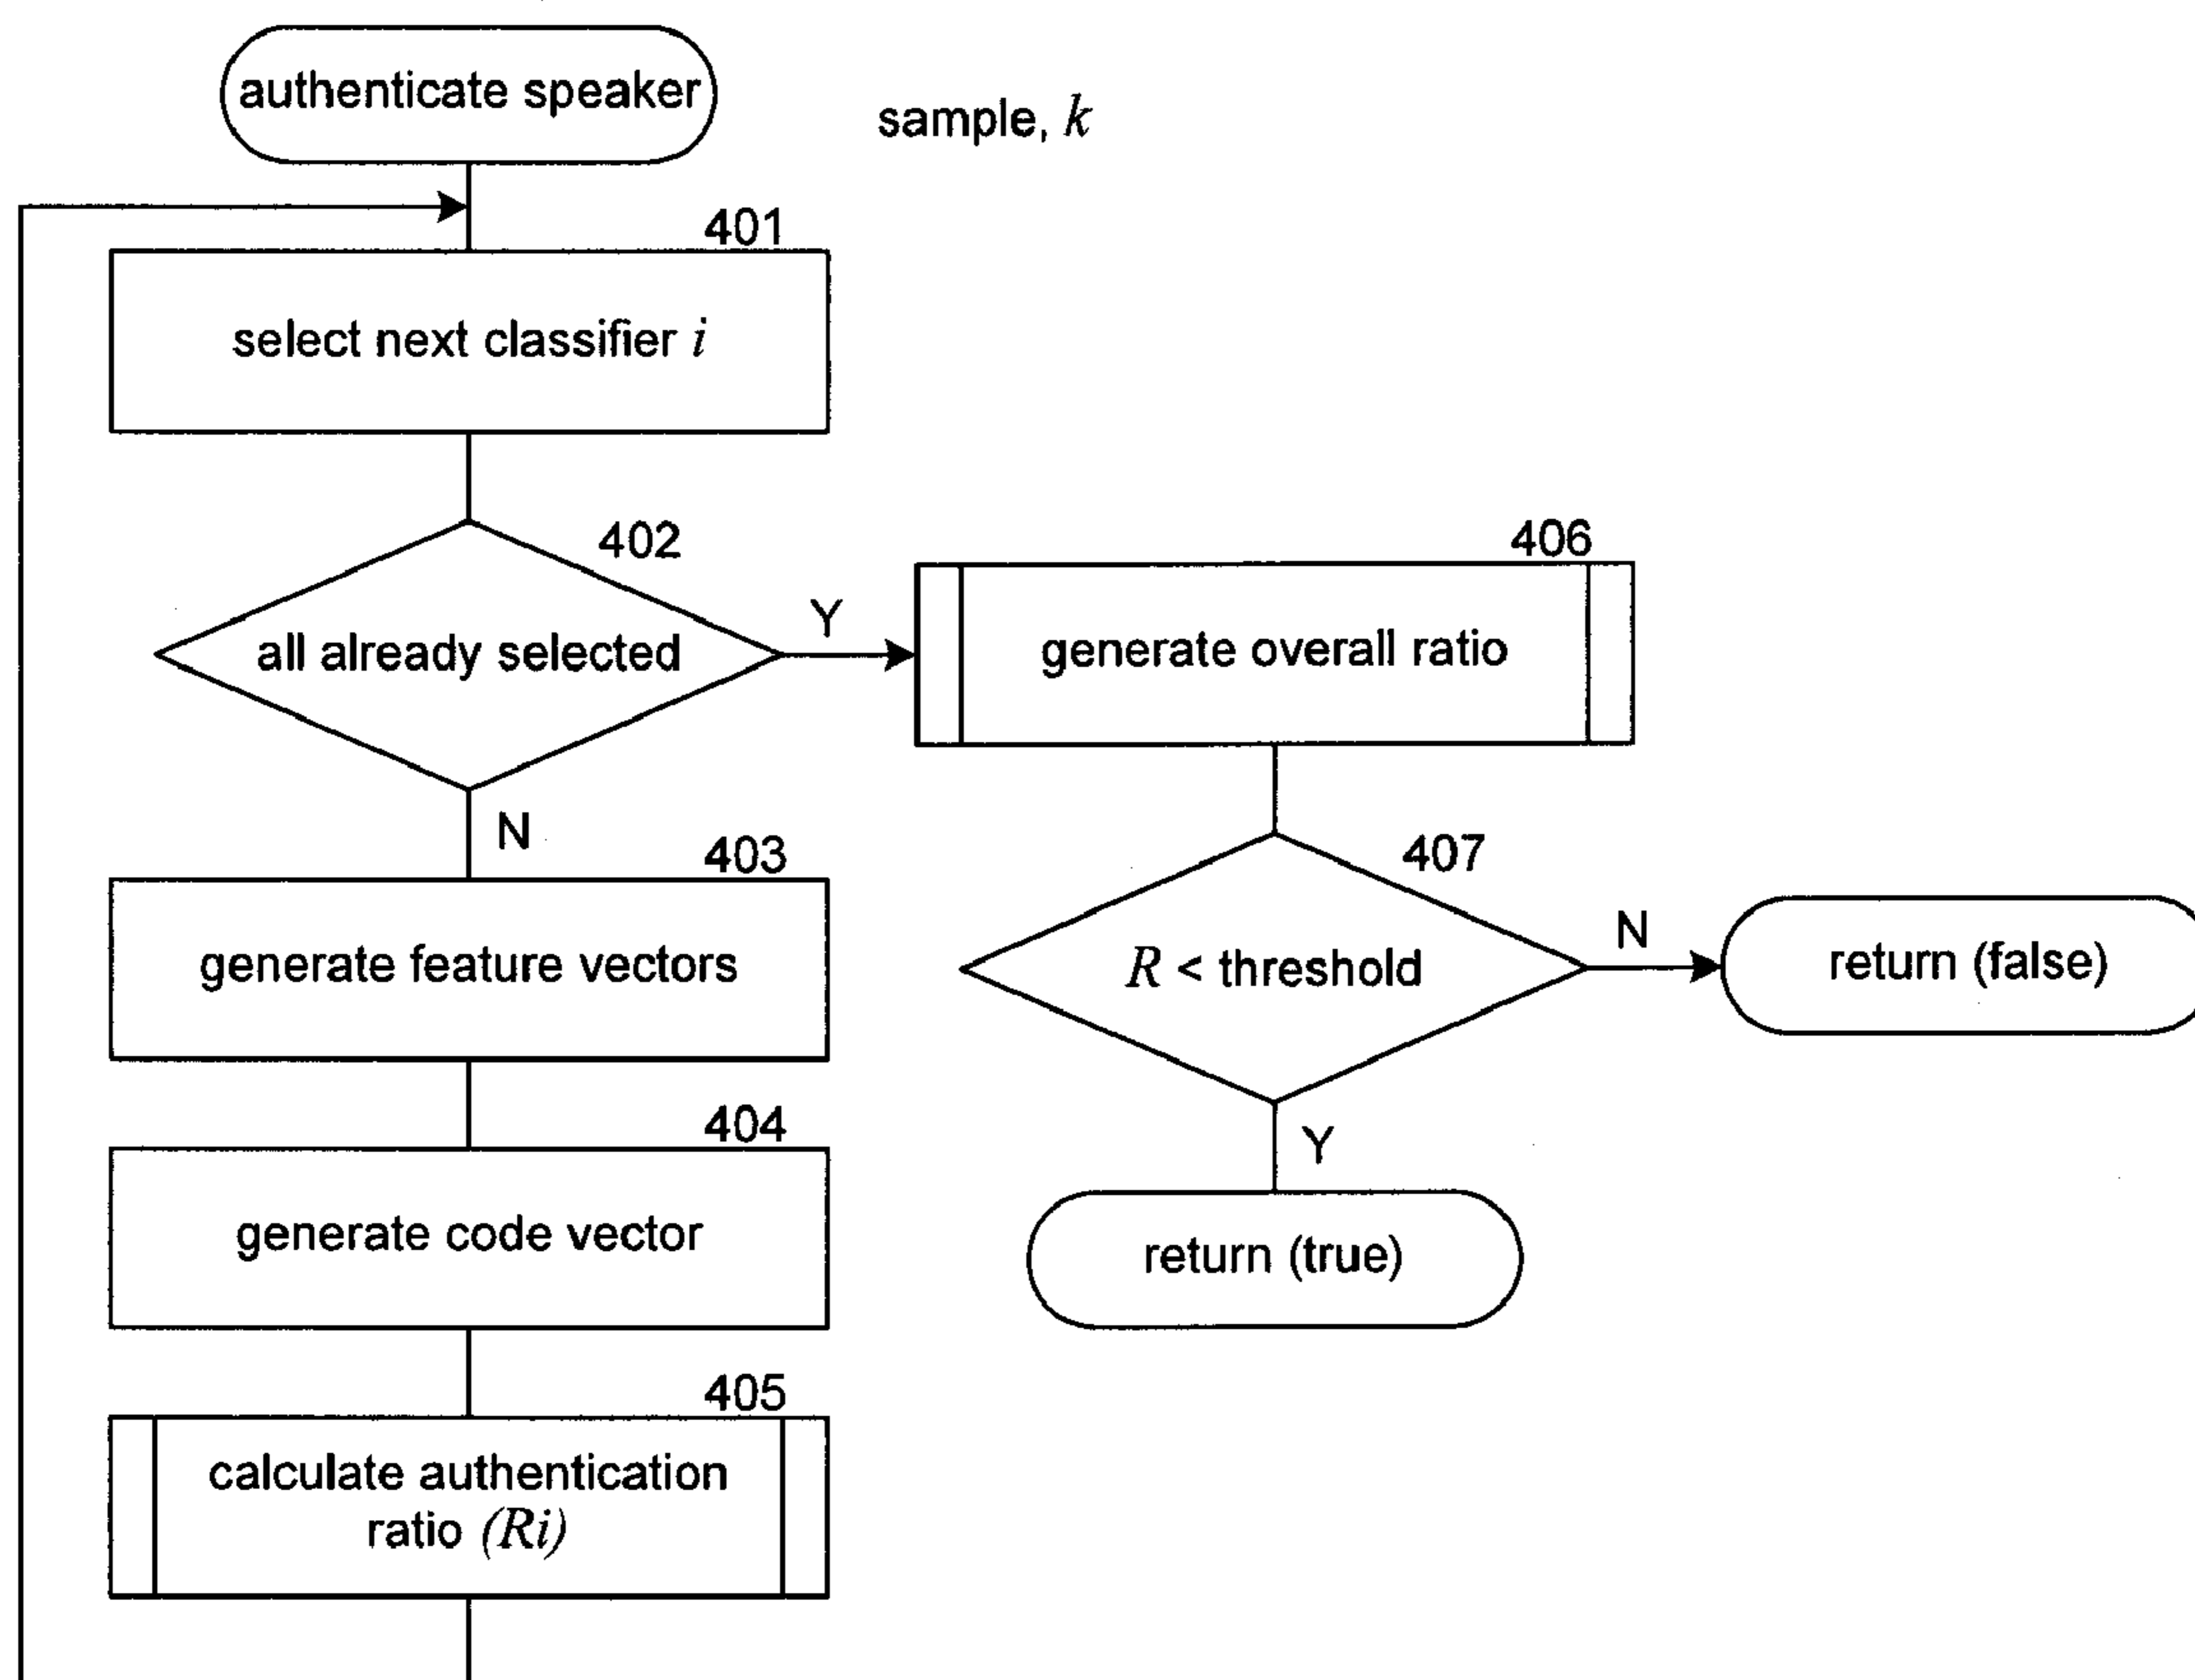 authenticate speaker
sample, k
401
select next classifier i
402
all already selected
Y
406
generate overall ratio
N
403
generate feature vectors
407
R < threshold
N
return (false)
404
generate code vector
Y
return (true)
405
calculate authentication
ratio (Ri)